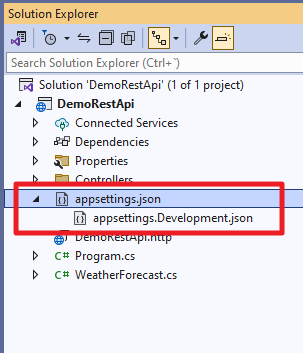 Solution Explorer
Search Solution Explorer (Ctrl+`)
Solution 'DemoRestApi' (1 of 1 project)
DemoRestApi
Connected Services
Dependencies
Properties
Controllers
appsettings.json
appsettings.Development.json
DemoRestApi.http
C# Program.cs
C# WeatherForecast.cs